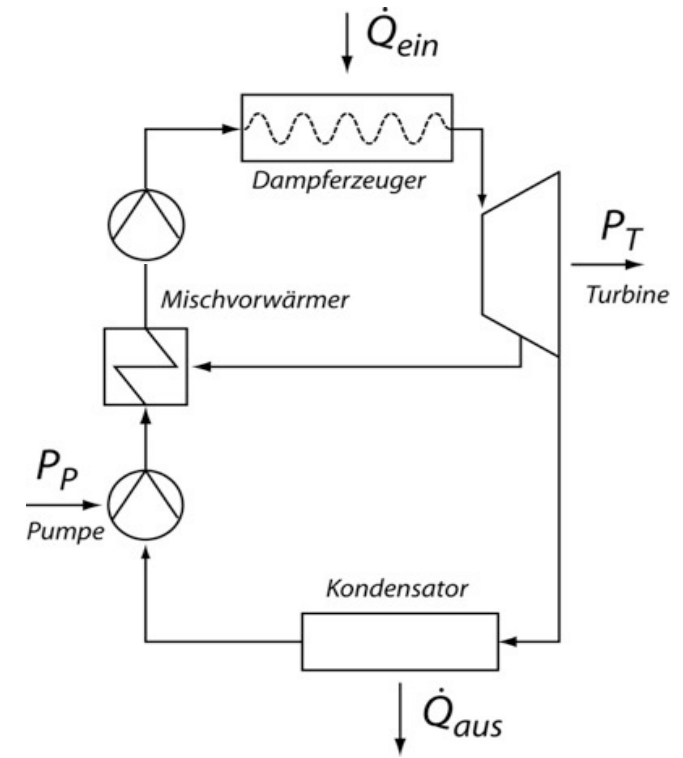 Q̇ein
Dampferzeuger
PT
Turbine
Mischvorwärmer
PP
Pumpe
Kondensator
Q̇aus